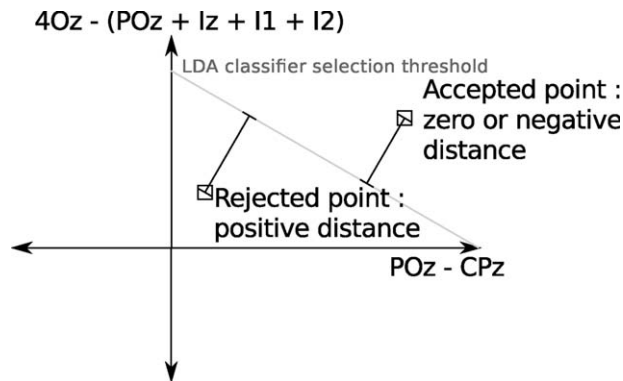 4Oz - (POz + Iz + I1 + I2)
LDA classifier selection threshold
Accepted point :
zero or negative
distance
Rejected point :
positive distance
POz - CPz